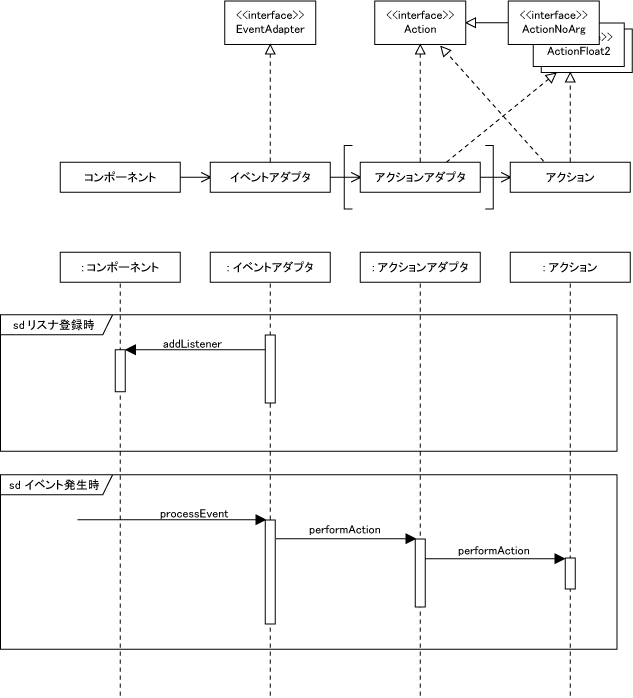 <<interface>>
EventAdapter
<<interface>>
Action
<<interface>>
ActionNoArg
>>
ActionFloat2
コンポーネント
イベントアダプタ
アクションアダプタ
アクション
: コンポーネント
: イベントアダプタ
: アクションアダプタ
: アクション
sd リスナ登録時
addListener
sd イベント発生時
processEvent
performAction
performAction